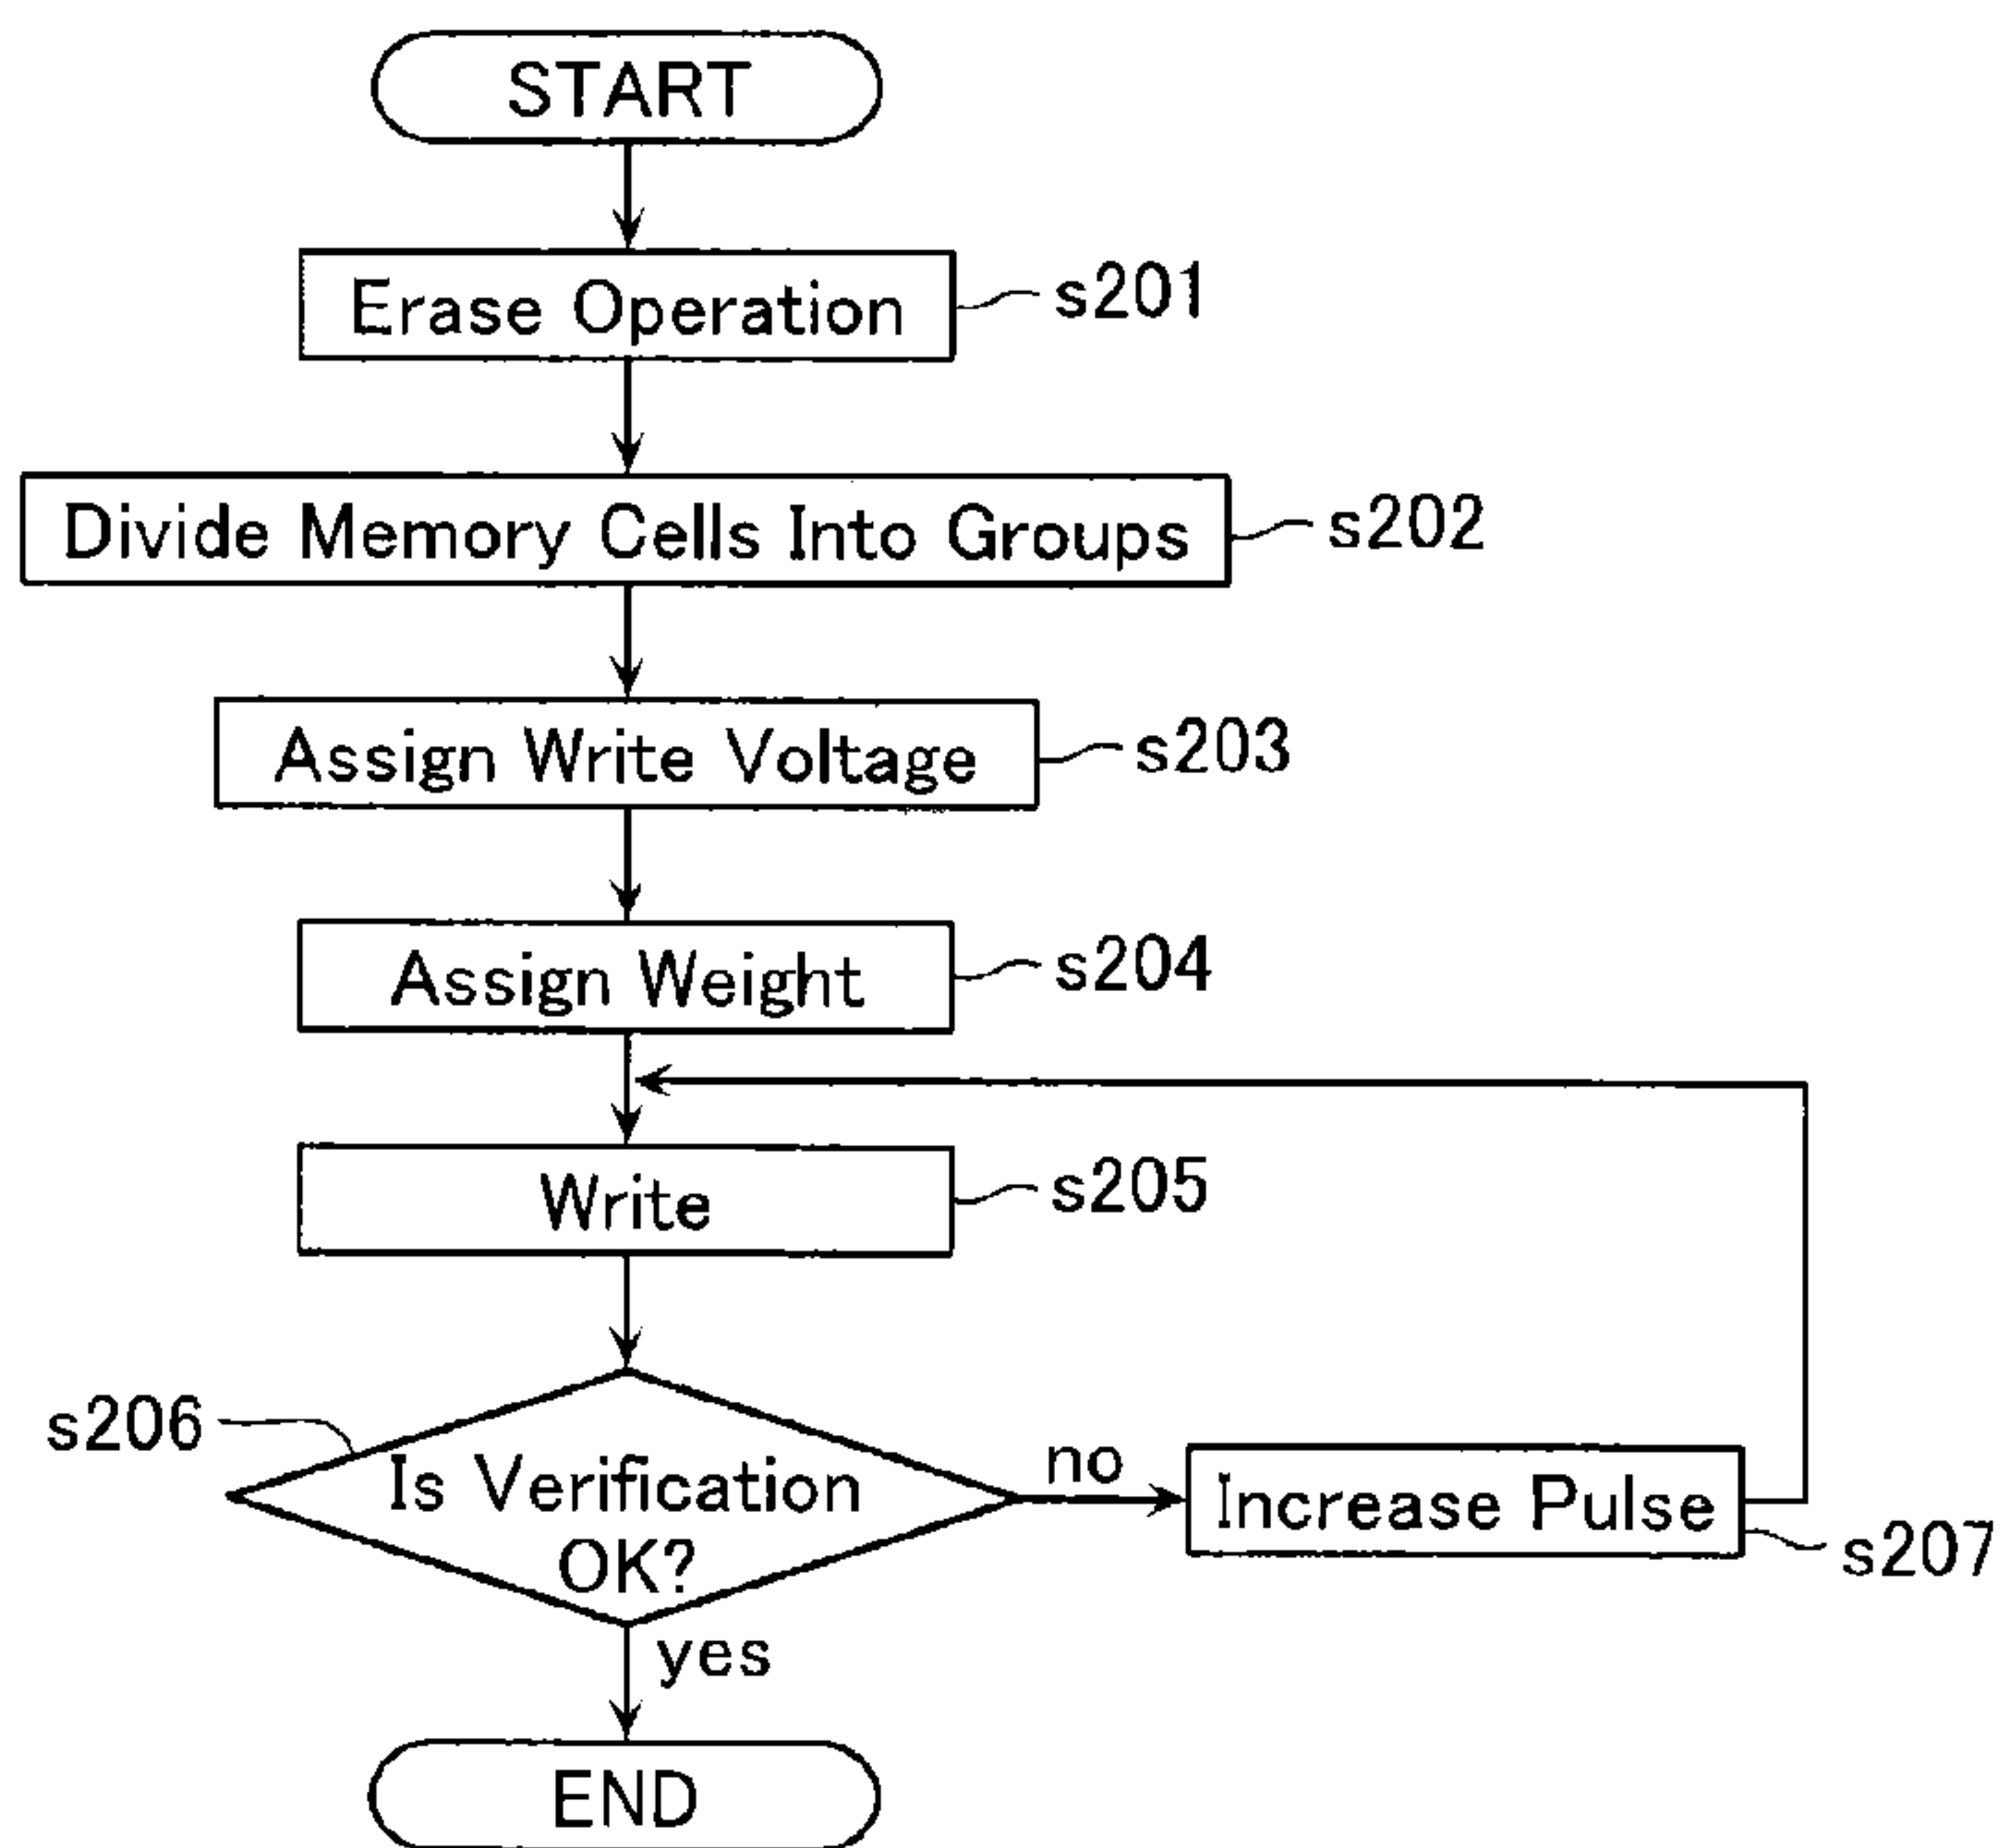 START
Erase Operation
s201
Divide Memory Cells Into Groups
s202
Assign Write Voltage
s203
Assign Weight
s204
Write
s205
s206
Is Verification
OK?
no
Increase Pulse
s207
yes
END